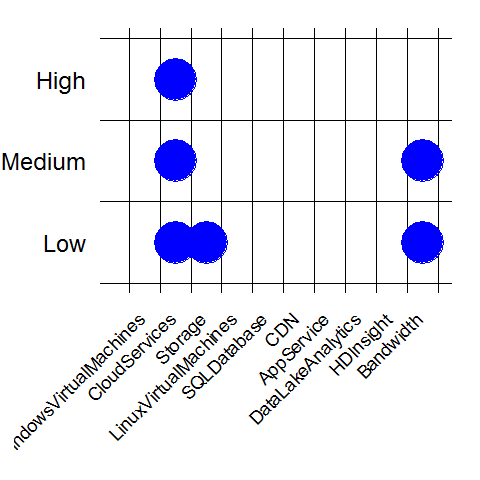 High
Medium
Low
ndowsVirtualMachines
CloudServices
Storage
LinuxVirtualMachines
SQLDatabase
CDN
AppService
DataLakeAnalytics
HDInsight
Bandwidth